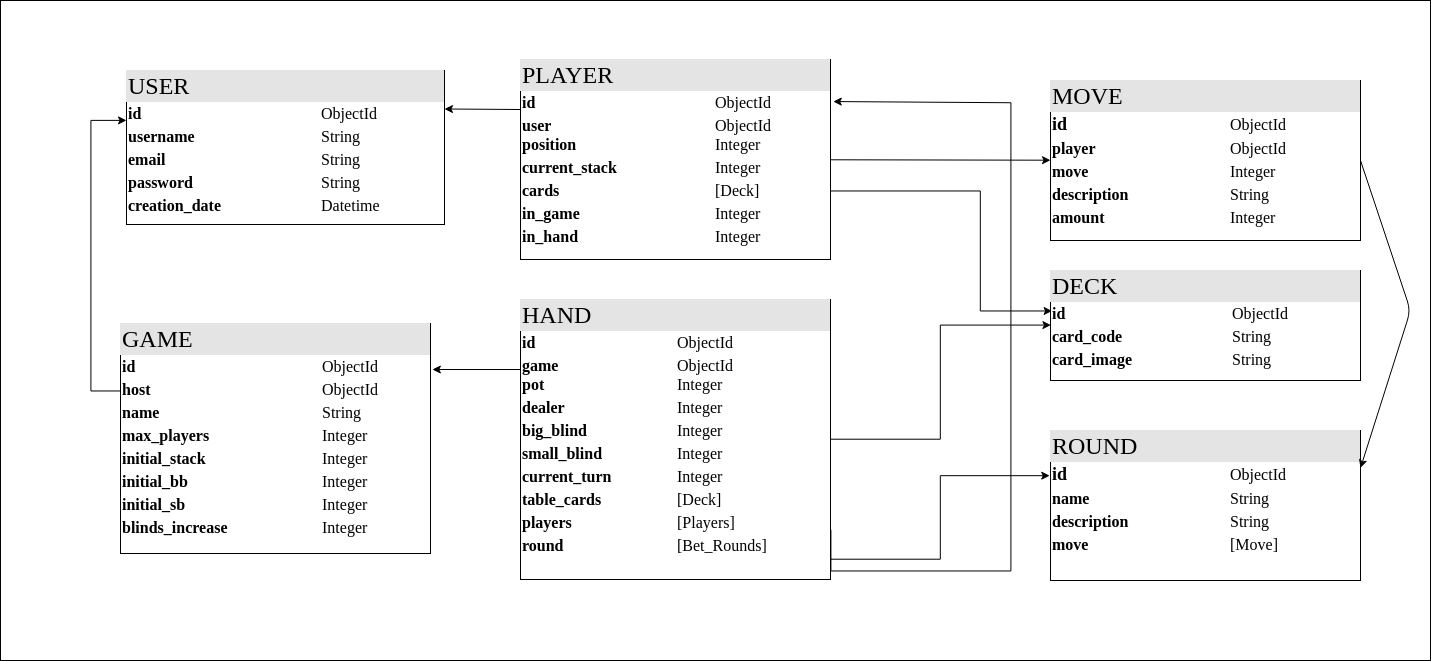 USER
id ObjectId
username String
email String
password String
creation_date Datetime
PLAYER
id ObjectId
user ObjectId
position Integer
current_stack Integer
cards [Deck]
in_game Integer
in_hand Integer
MOVE
id ObjectId
player ObjectId
move Integer
description String
amount Integer
GAME
id ObjectId
host ObjectId
name String
max_players Integer
initial_stack Integer
initial_bb Integer
initial_sb Integer
blinds_increase Integer
HAND
id ObjectId
game ObjectId
pot Integer
dealer Integer
big_blind Integer
small_blind Integer
current_turn Integer
table_cards [Deck]
players [Players]
round [Bet_Rounds]
DECK
id ObjectId
card_code String
card_image String
ROUND
id ObjectId
name String
description String
move [Move]